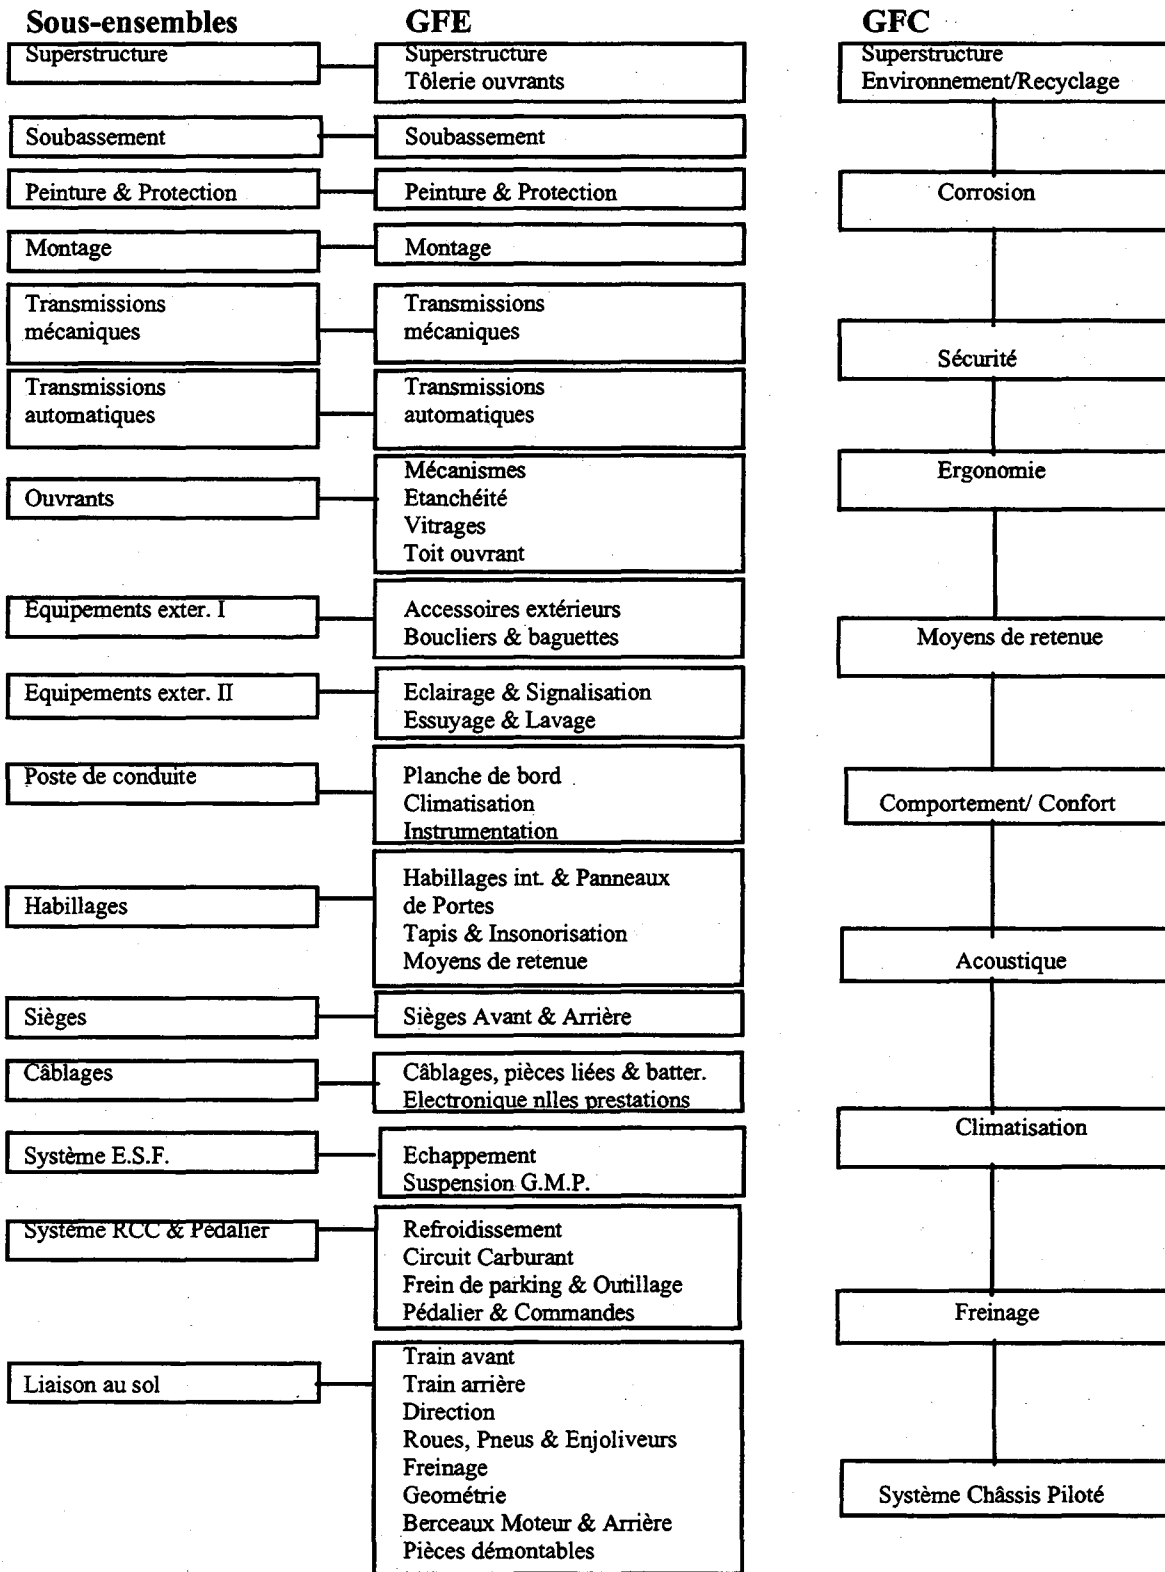 Sous-ensembles
Superstructure
Soubassement
Peinture & Protection
Montage
Transmissions
mécaniques
Transmissions
automatiques
Ouvrants
Equipements exter. I
Equipements exter. II
Poste de conduite
Habillages
Sièges
Câblages
Système E.S.F.
Système RCC & Pédalier
Liaison au sol
GFE
Superstructure
Tôlerie ouvrants
Soubassement
Peinture & Protection
Montage
Transmissions
mécaniques
Transmissions
automatiques
Mécanismes
Etanchéité
Vitrages
Toit ouvrant
Accessoires extérieurs
Boucliers & baguettes
Eclairage & Signalisation
Essuyage & Lavage
Planche de bord
Climatisation
Instrumentation
Habillages int. & Panneaux
de Portes
Tapis & Insonorisation
Moyens de retenue
Sièges Avant & Arrière
Câblages, pièces liées & batter.
Electronique nlles prestations
Echappement
Suspension G.M.P.
Refroidissement
Circuit Carburant
Frein de parking & Outillage
Pédalier & Commandes
Train avant
Train arrière
Direction
Roues, Pneus & Enjoliveurs
Freinage
Geométrie
Berceaux Moteur & Arrière
Pièces démontables
GFC
Superstructure
Environnement/Recyclage
Corrosion
Sécurité
Ergonomie
Moyens de retenue
Comportement/ Confort
Acoustique
Climatisation
Freinage
Système Châssis Piloté